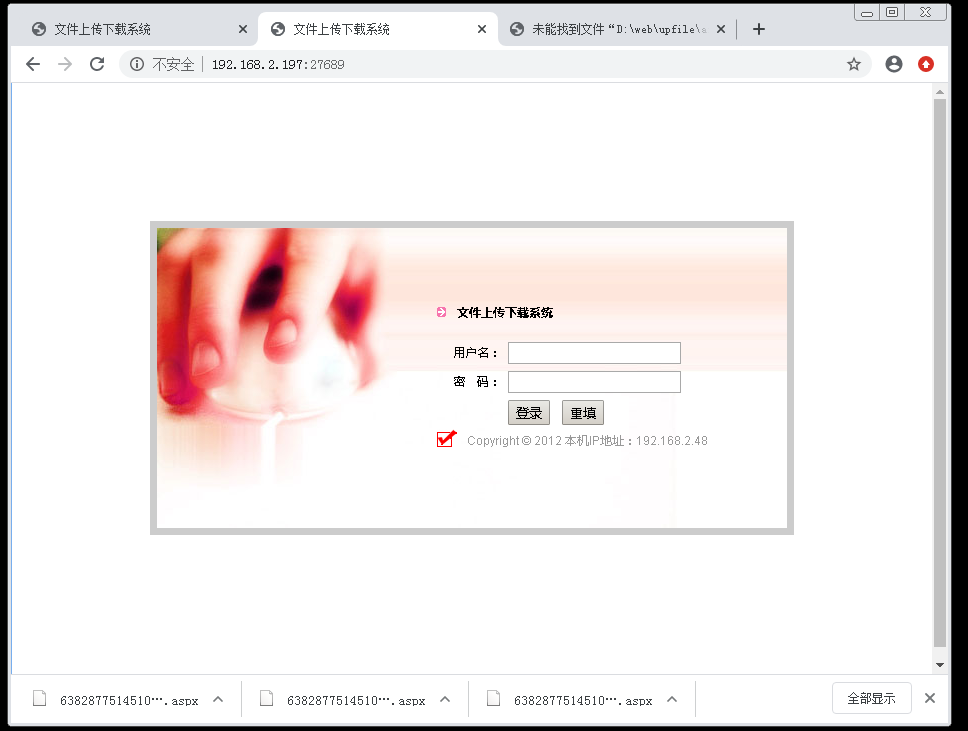 文件上传下载系统
文件上传下载系统
未能找到文件“D:\web\upfile\a
不安全 192.168.2.197:27689
文件上传下载系统
用户名：
密 码：
登录 重填
Copyright © 2012 本机IP地址：192.168.2.48
6382877514510….aspx 6382877514510….aspx 6382877514510….aspx 全部显示